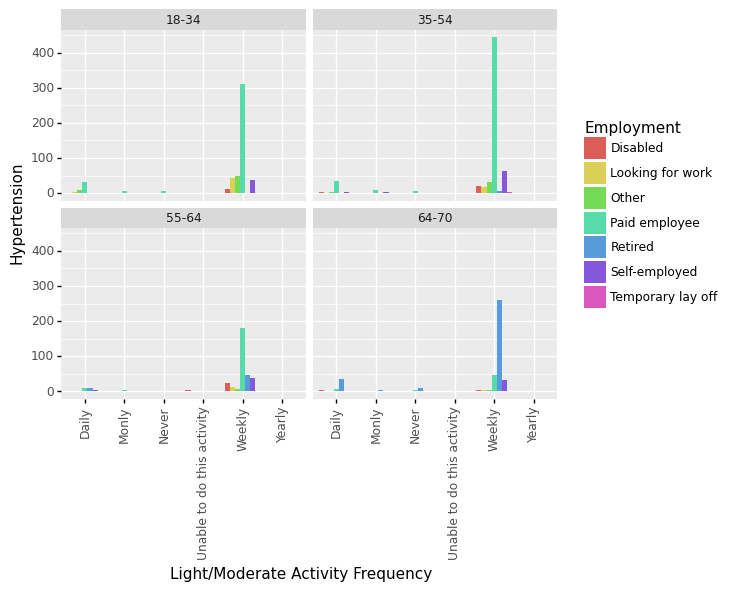 18-34
35-54
400
300
200
100
0
55-64
64-70
400
300
200
100
0
Hypertension
Daily
Monly
Never
Unable to do this activity
Weekly
Yearly
Daily
Monly
Never
Unable to do this activity
Weekly
Yearly
Light/Moderate Activity Frequency
Employment
Disabled
Looking for work
Other
Paid employee
Retired
Self-employed
Temporary lay off